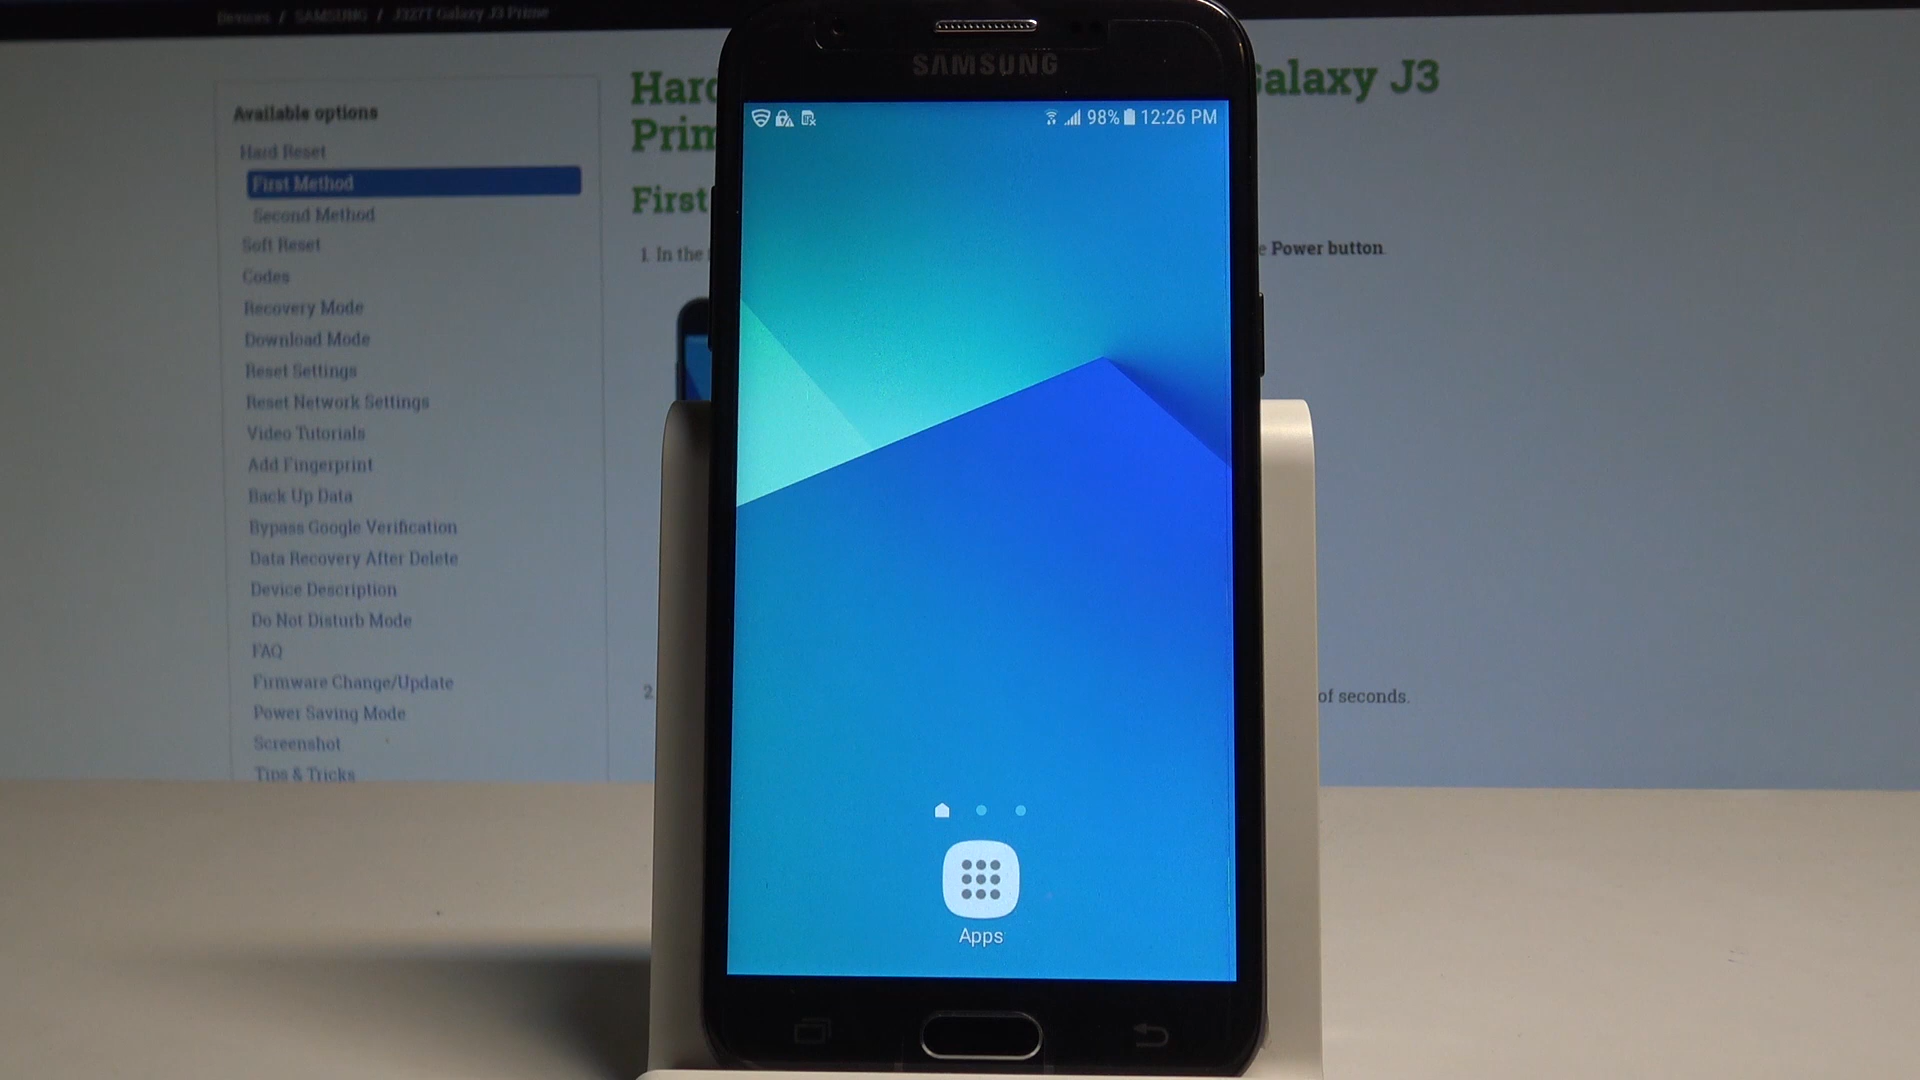 Devices / SAMSUNG / J327T Galaxy J3 Prime
Available options
Hard Reset
First Method
Second Method
Soft Reset
Codes
Recovery Mode
Download Mode
Reset Settings
Reset Network Settings
Video Tutorials
Add Fingerprint
Back Up Data
Bypass Google Verification
Data Recovery After Delete
Device Description
Do Not Disturb Mode
FAQ
Firmware Change/Update
Power Saving Mode
Screenshot
Tips & Tricks
Galaxy J3
First
1. In the
Power button.
2
of seconds.
SAMSUNG
98% 12:26 PM
Apps